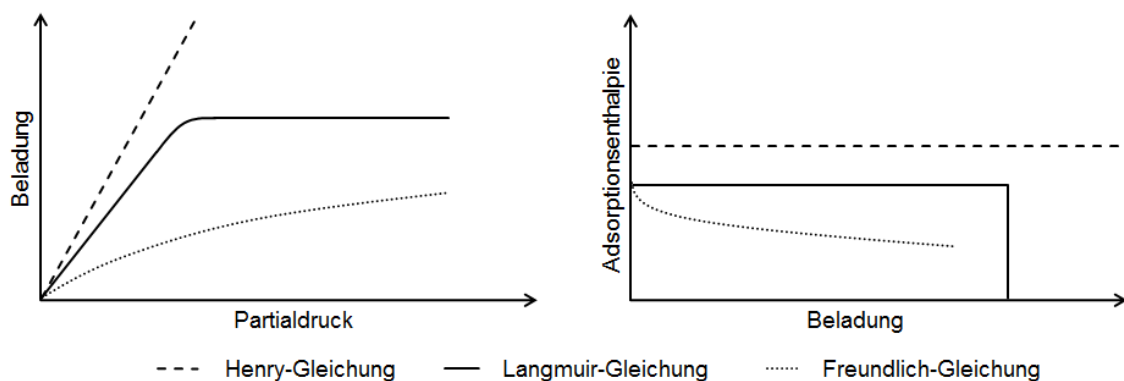 Beladung
Partialdruck
Adsorptionsenthalpie
Beladung
Henry-Gleichung
Langmuir-Gleichung
Freundlich-Gleichung